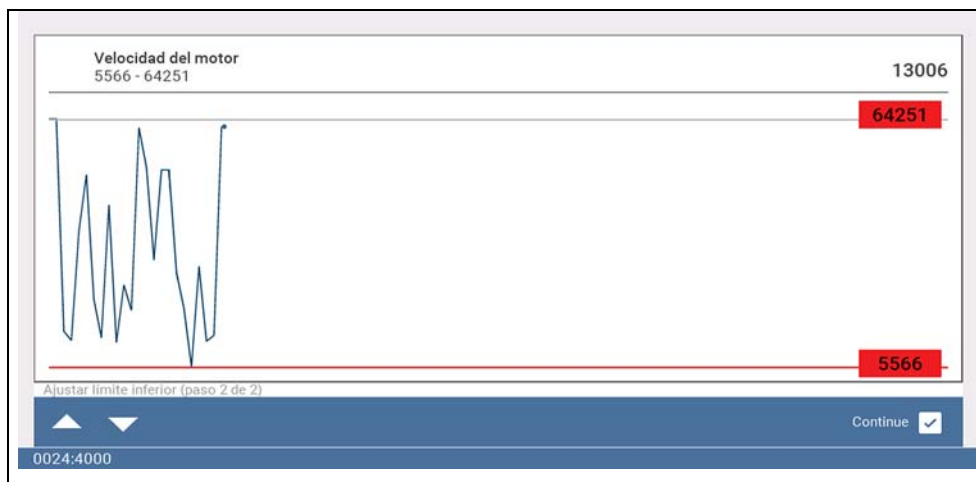 Velocidad del motor
5566 - 64251
13006
64251
5566
Ajustar límite inferior (paso 2 de 2)
Continue
0024:4000